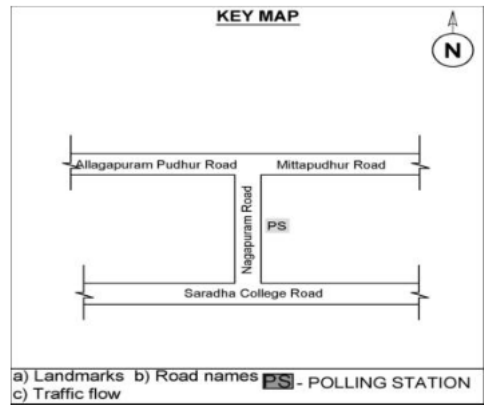 KEY MAP
N
Allagapuram Pudhur Road
Mittapudhur Road
Nagapuram Road
PS
Saradha College Road
a) Landmarks b) Road names PS - POLLING STATION
c) Traffic flow